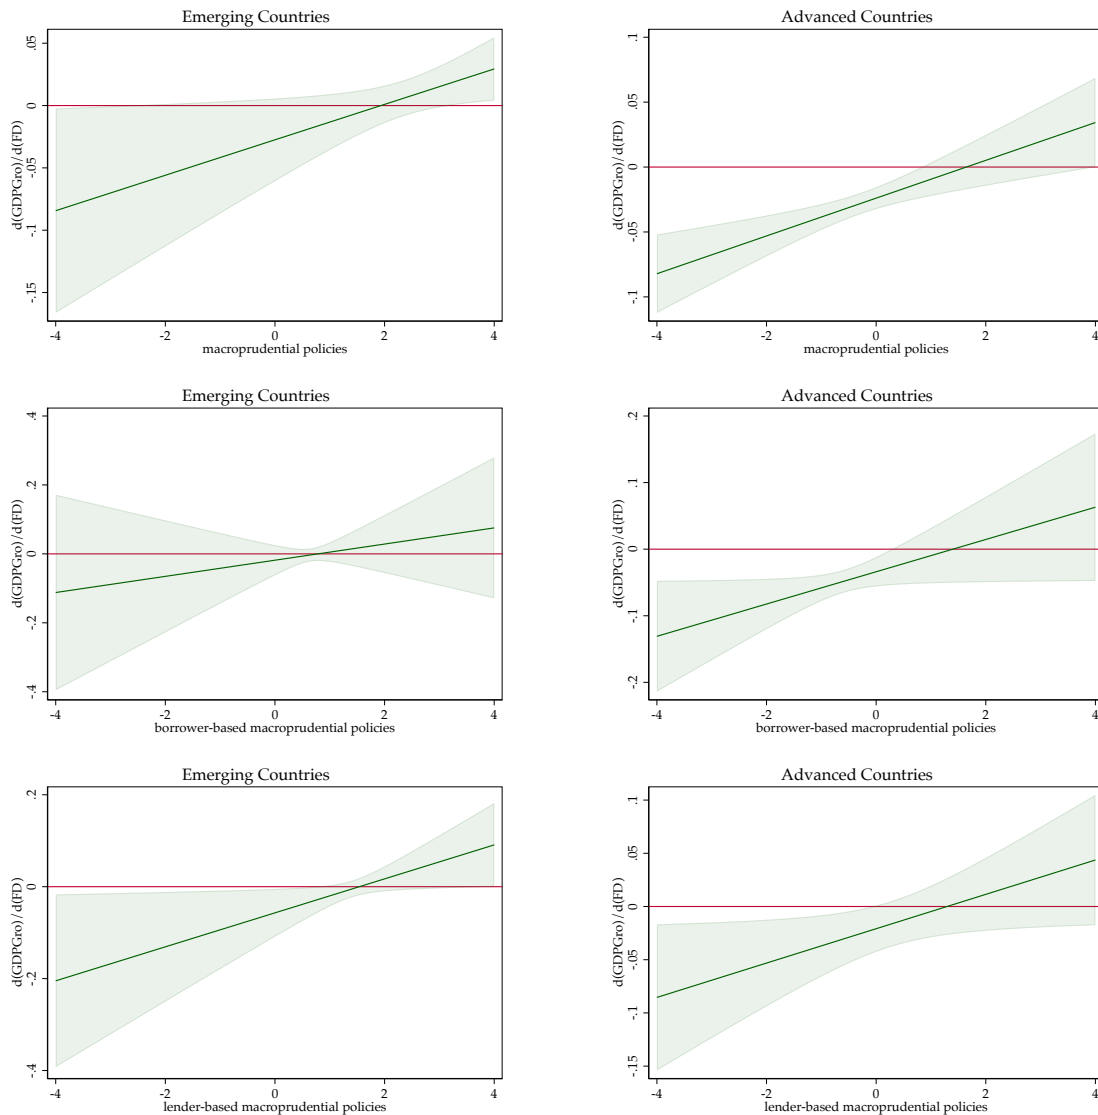 Emerging Countries
d(GDPGro)/d(FD)
.05
0
-.05
-.1
-.15
-4 -2 0 2 4
macroprudential policies
Advanced Countries
d(GDPGro)/d(FD)
.1
.05
0
-.05
-.1
-4 -2 0 2 4
macroprudential policies
Emerging Countries
d(GDPGro)/d(FD)
.4
.2
0
-.2
-.4
-4 -2 0 2 4
borrower-based macroprudential policies
Advanced Countries
d(GDPGro)/d(FD)
.2
.1
0
-.1
-.2
-4 -2 0 2 4
borrower-based macroprudential policies
Emerging Countries
d(GDPGro)/d(FD)
.2
0
-.2
-.4
-4 -2 0 2 4
lender-based macroprudential policies
Advanced Countries
d(GDPGro)/d(FD)
.1
.05
0
-.05
-.1
-.15
-4 -2 0 2 4
lender-based macroprudential policies